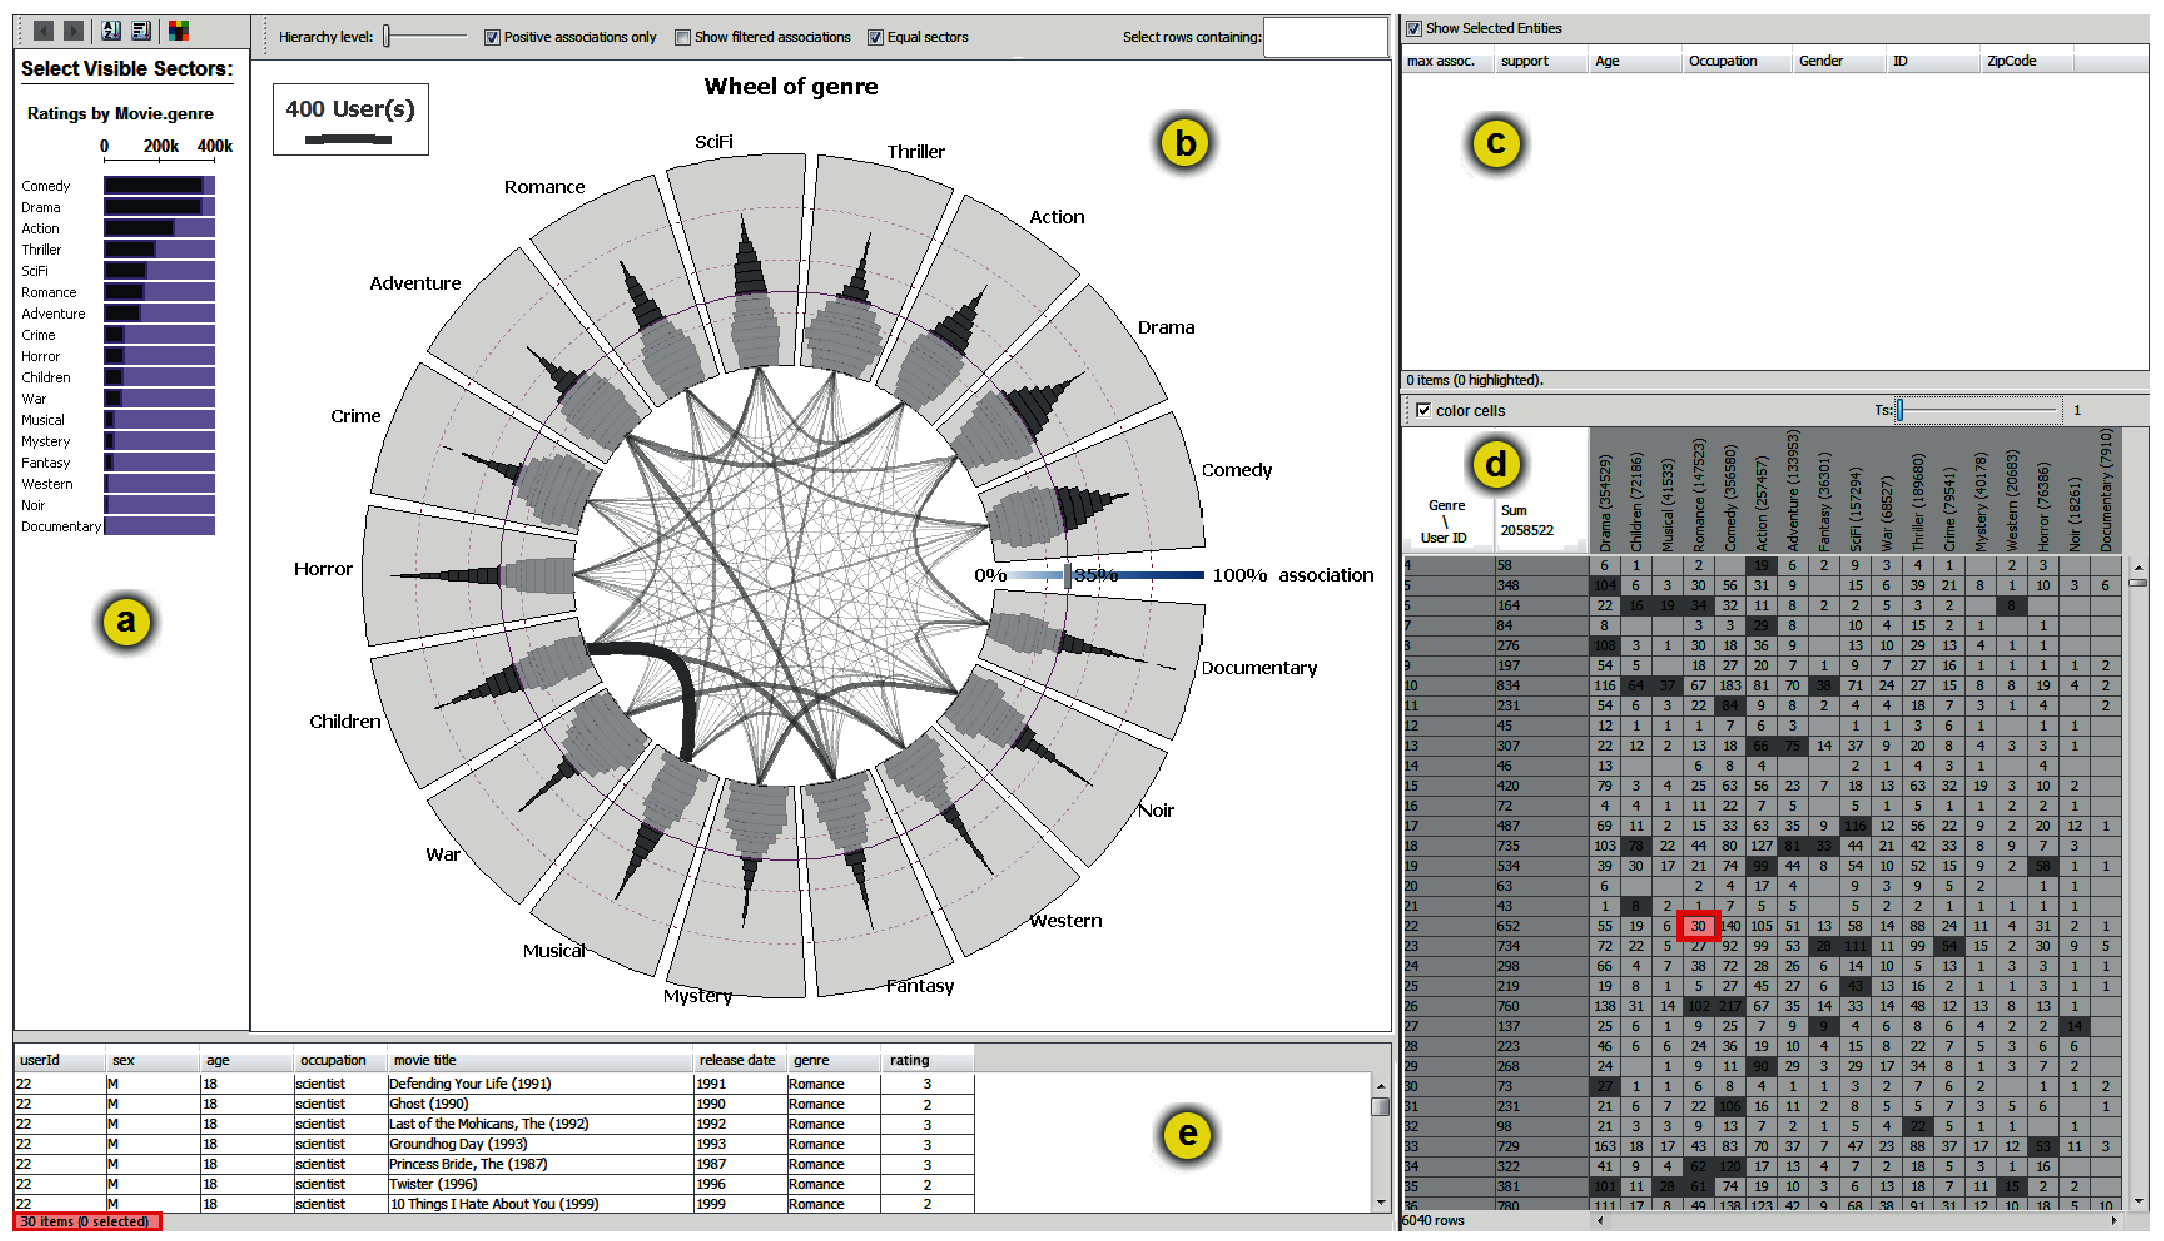 Select Visible Sectors:
Ratings by Movie.genre
0 200k 400k
Comedy
Drama
Action
Thriller
SciFi
Romance
Adventure
Crime
Horror
Children
War
Musical
Mystery
Fantasy
Western
Noir
Documentary
a
Hierarchy level: Positive associations only Show filtered associations Equal sectors Select rows containing:
Wheel of genre
400 User(s)
b
SciFi
Thriller
Romance
Action
Adventure
Drama
Crime
Comedy
Horror
0% 35% 100% association
Children
Documentary
War
Noir
Musical
Western
Mystery
Fantasy
Show Selected Entities
max assoc. support Age Occupation Gender ID ZipCode
c
0 items (0 highlighted).
color cells Ts: 1
d
Genre \ User ID
Sum 2058522
Drama (354529)
Children (72186)
Musical (41533)
Romance (147523)
Comedy (356580)
Action (257457)
Adventure (133953)
Fantasy (36301)
SciFi (157294)
War (68527)
Thriller (189680)
Crime (79541)
Mystery (40178)
Western (20683)
Horror (76386)
Noir (18261)
Documentary (7910)
4 58 6 1 2 19 6 2 9 3 4 1 2 3
5 348 104 6 3 30 56 31 9 15 6 39 21 8 1 10 3 6
6 164 22 16 19 34 32 11 8 2 2 5 3 2 8
7 84 8 3 3 29 8 10 4 15 2 1 1
8 276 108 3 1 30 18 36 9 13 10 29 13 4 1 1
9 197 54 5 18 27 20 7 1 9 7 27 16 1 1 1 1 2
10 834 116 64 37 67 183 81 70 38 71 24 27 15 8 8 19 4 2
11 231 54 6 3 22 84 9 8 2 4 4 18 7 3 1 4 2
12 45 12 1 1 1 7 6 3 1 1 3 6 1 1
13 307 22 12 2 13 18 66 75 14 37 9 20 8 4 3 3 1
14 46 13 6 8 4 2 1 4 3 1 4
15 420 79 3 4 25 63 56 23 7 18 13 63 32 19 3 10 2
16 72 4 4 1 11 22 7 5 5 1 5 1 1 2 2 1
17 487 69 11 2 15 33 63 35 9 116 12 56 22 9 2 20 12 1
18 735 103 78 22 44 80 127 81 33 44 21 42 33 8 9 7 3
19 534 39 30 17 21 74 99 44 8 54 10 52 15 9 2 58 1 1
20 63 6 2 4 17 4 9 3 9 5 2 1 1
21 43 1 8 2 1 7 5 5 5 2 2 1 1 1 1 1
22 652 55 19 6 30 140 105 51 13 58 14 88 24 11 4 31 2 1
23 734 72 22 5 27 92 99 53 28 111 11 99 54 15 2 30 9 5
24 298 66 4 7 38 72 28 26 6 14 10 5 13 1 3 3 1 1
25 219 19 8 1 5 27 45 27 6 43 13 16 2 1 1 3 1 1
26 760 138 31 14 102 217 67 35 14 33 14 48 12 13 8 13 1
27 137 25 6 1 9 25 7 9 9 4 6 8 6 4 2 2 14
28 223 46 6 6 24 36 19 10 4 15 8 22 7 5 3 6 6
29 268 24 1 9 11 90 29 3 29 17 34 8 1 3 7 2
30 73 27 1 1 6 8 4 1 1 3 2 7 6 2 1 1 2
31 231 21 6 7 22 106 16 11 2 8 5 5 7 3 5 6 1
32 98 21 3 3 9 13 7 2 1 5 4 22 5 1 1 1
33 729 163 18 17 43 83 70 37 7 47 23 88 37 17 12 53 11 3
34 322 41 9 4 62 120 17 13 4 7 2 18 5 3 1 16
35 381 101 11 28 61 74 19 10 3 6 13 18 7 11 15 2 2
36 780 111 17 8 49 138 123 42 9 68 38 91 31 12 10 18 5 10
6040 rows
userId sex age occupation movie title release date genre rating
22 M 18 scientist Defending Your Life (1991) 1991 Romance 3
22 M 18 scientist Ghost (1990) 1990 Romance 2
22 M 18 scientist Last of the Mohicans, The (1992) 1992 Romance 3
22 M 18 scientist Groundhog Day (1993) 1993 Romance 3
22 M 18 scientist Princess Bride, The (1987) 1987 Romance 3
22 M 18 scientist Twister (1996) 1996 Romance 2
22 M 18 scientist 10 Things I Hate About You (1999) 1999 Romance 2
e
30 items (0 selected)